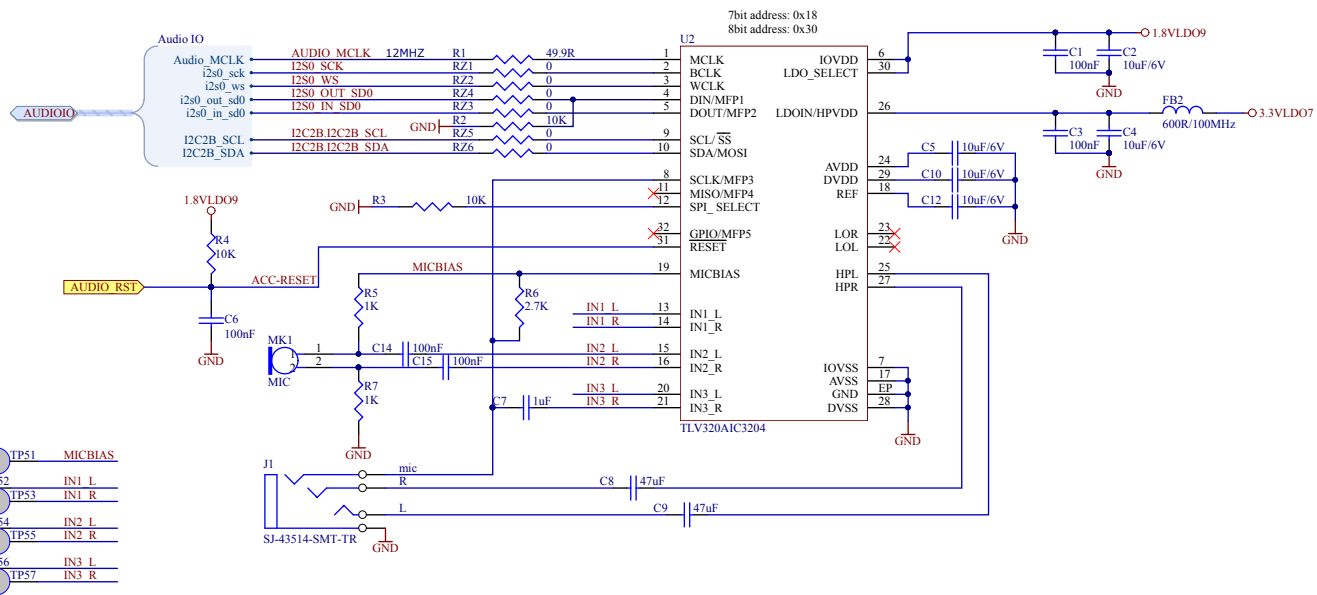 7bit address: 0x18
8bit address: 0x30
Audio IO
U2
AUDIOIO
Audio_MCLK AUDIO_MCLK 12MHZ R1 49.9R 1 MCLK
i2s0_sck I2S0_SCK RZ1 0 2 BCLK
i2s0_ws I2S0_WS RZ2 0 3 WCLK
i2s0_out_sd0 I2S0_OUT_SD0 RZ4 0 4 DIN/MFP1
i2s0_in_sd0 I2S0_IN_SD0 RZ3 0 5 DOUT/MFP2
GND R2 10K
I2C2B_SCL I2C2B.I2C2B_SCL RZ5 0 9 SCL/ SS
I2C2B_SDA I2C2B.I2C2B_SDA RZ6 0 10 SDA/MOSI
8 SCLK/MFP3
11 MISO/MFP4
GND R3 10K 12 SPI_ SELECT
32 GPIO/MFP5
31 RESET
19 MICBIAS
MICBIAS
IN1_L 13 IN1_L
IN1_R 14 IN1_R
IN2_L 15 IN2_L
IN2_R 16 IN2_R
IN3_L 20 IN3_L
IN3_R 21 IN3_R
TLV320AIC3204
IOVDD 6
LDO_SELECT 30
LDOIN/HPVDD 26
AVDD 24
DVDD 29
REF 18
LOR 23
LOL 22
HPL 25
HPR 27
IOVSS 7
AVSS 17
GND EP
DVSS 28
GND
1.8VLDO9
C1
100nF
C2
10uF/6V
GND
FB2
600R/100MHz
3.3VLDO7
C3
100nF
C4
10uF/6V
GND
C5 10uF/6V
C10 10uF/6V
C12 10uF/6V
GND
1.8VLDO9
R4
10K
AUDIO_RST
ACC-RESET
C6
100nF
GND
R5
1K
R6
2.7K
MK1
1 1
2 2
MIC
C14 100nF
C15 100nF
R7
1K
GND
C7 1uF
J1
mic
R
L
C8 47uF
C9 47uF
SJ-43514-SMT-TR
GND
TP51 MICBIAS
52 IN1_L
TP53 IN1_R
54 IN2_L
TP55 IN2_R
56 IN3_L
TP57 IN3_R